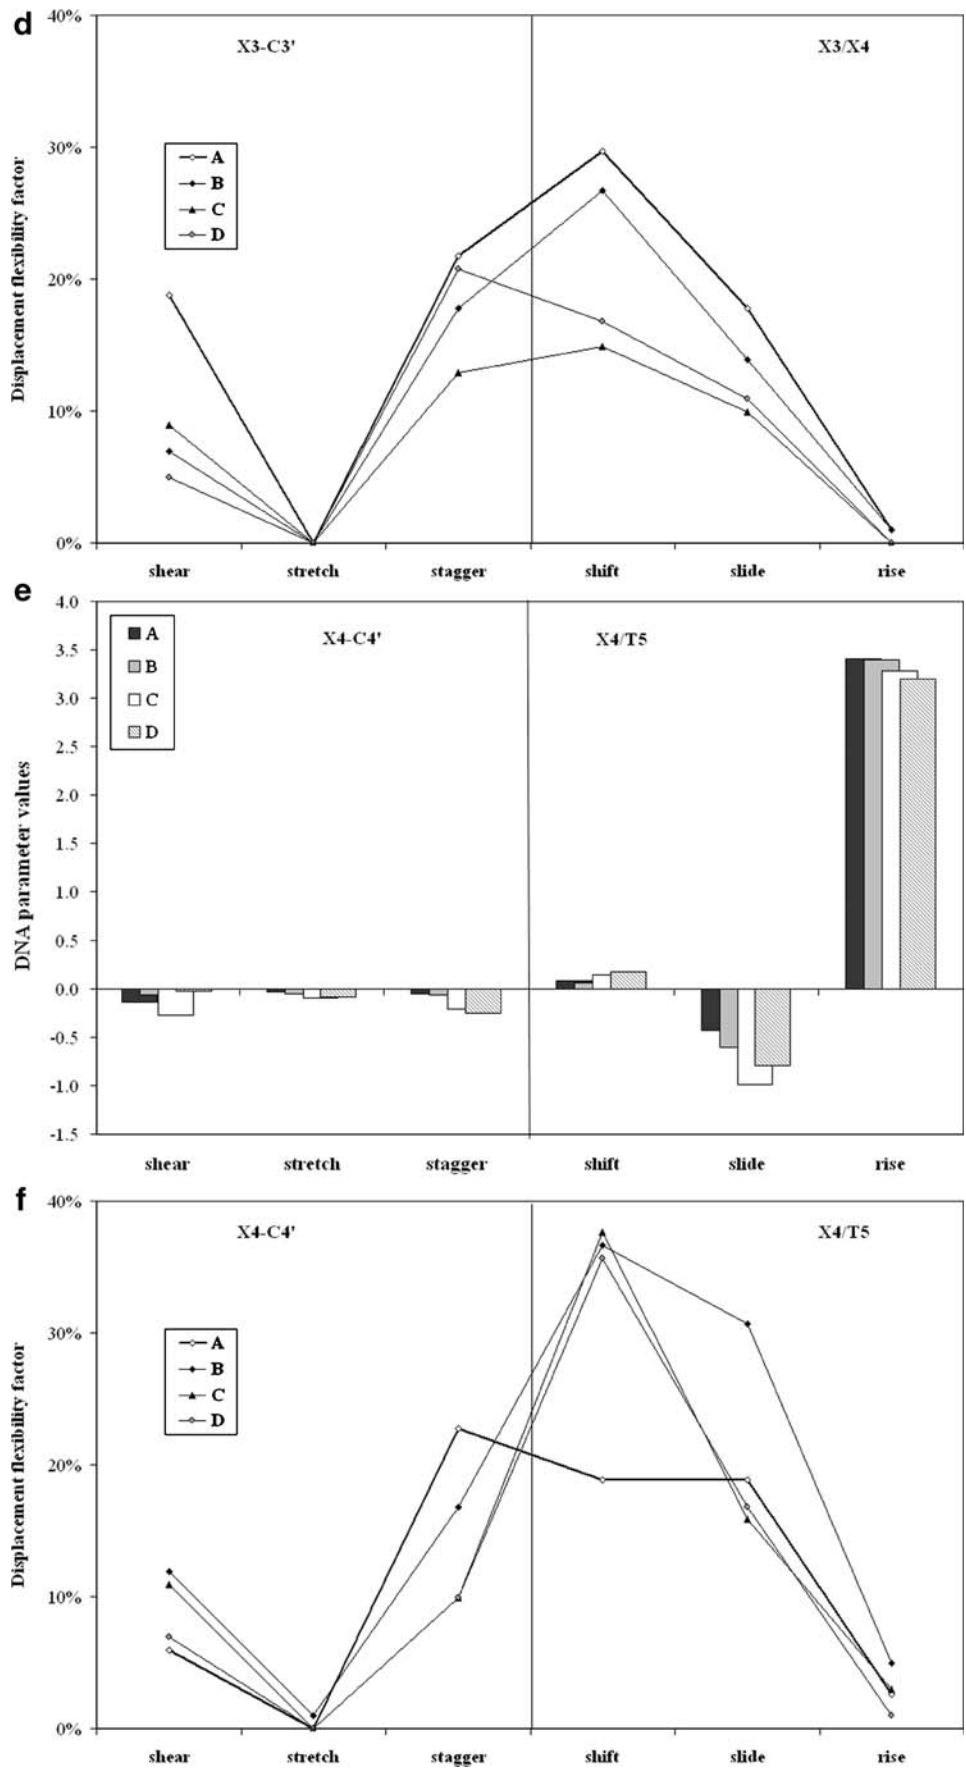 d
40%
X3-C3'
X3/X4
30%
A
B
C
D
20%
10%
0%
Displacement flexibility factor
shear
stretch
stagger
shift
slide
rise
e
4.0
A
B
C
D
X4-C4'
X4/T5
3.5
3.0
2.5
2.0
1.5
1.0
0.5
0.0
-0.5
-1.0
-1.5
DNA parameter values
shear
stretch
stagger
shift
slide
rise
f
40%
X4-C4'
X4/T5
30%
A
B
C
D
20%
10%
0%
Displacement flexibility factor
shear
stretch
stagger
shift
slide
rise